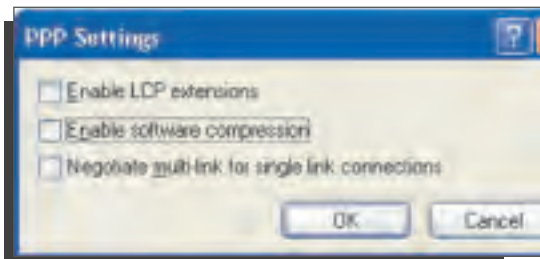 PPP Settings
?
Enable LCP extensions
Enable software compression
Negotiate multi-link for single link connections
OK
Cancel